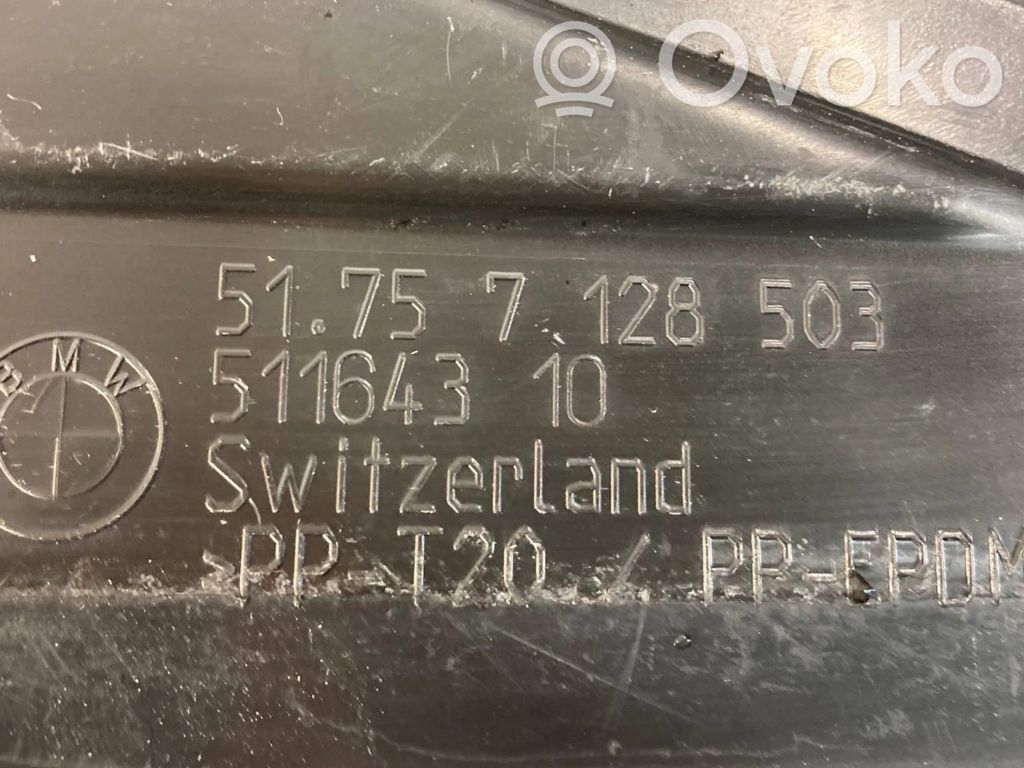 Ovoko
51.75 7 128 503
BMW
511643 10
Switzerland
>PP-T20 / PP-EPDM